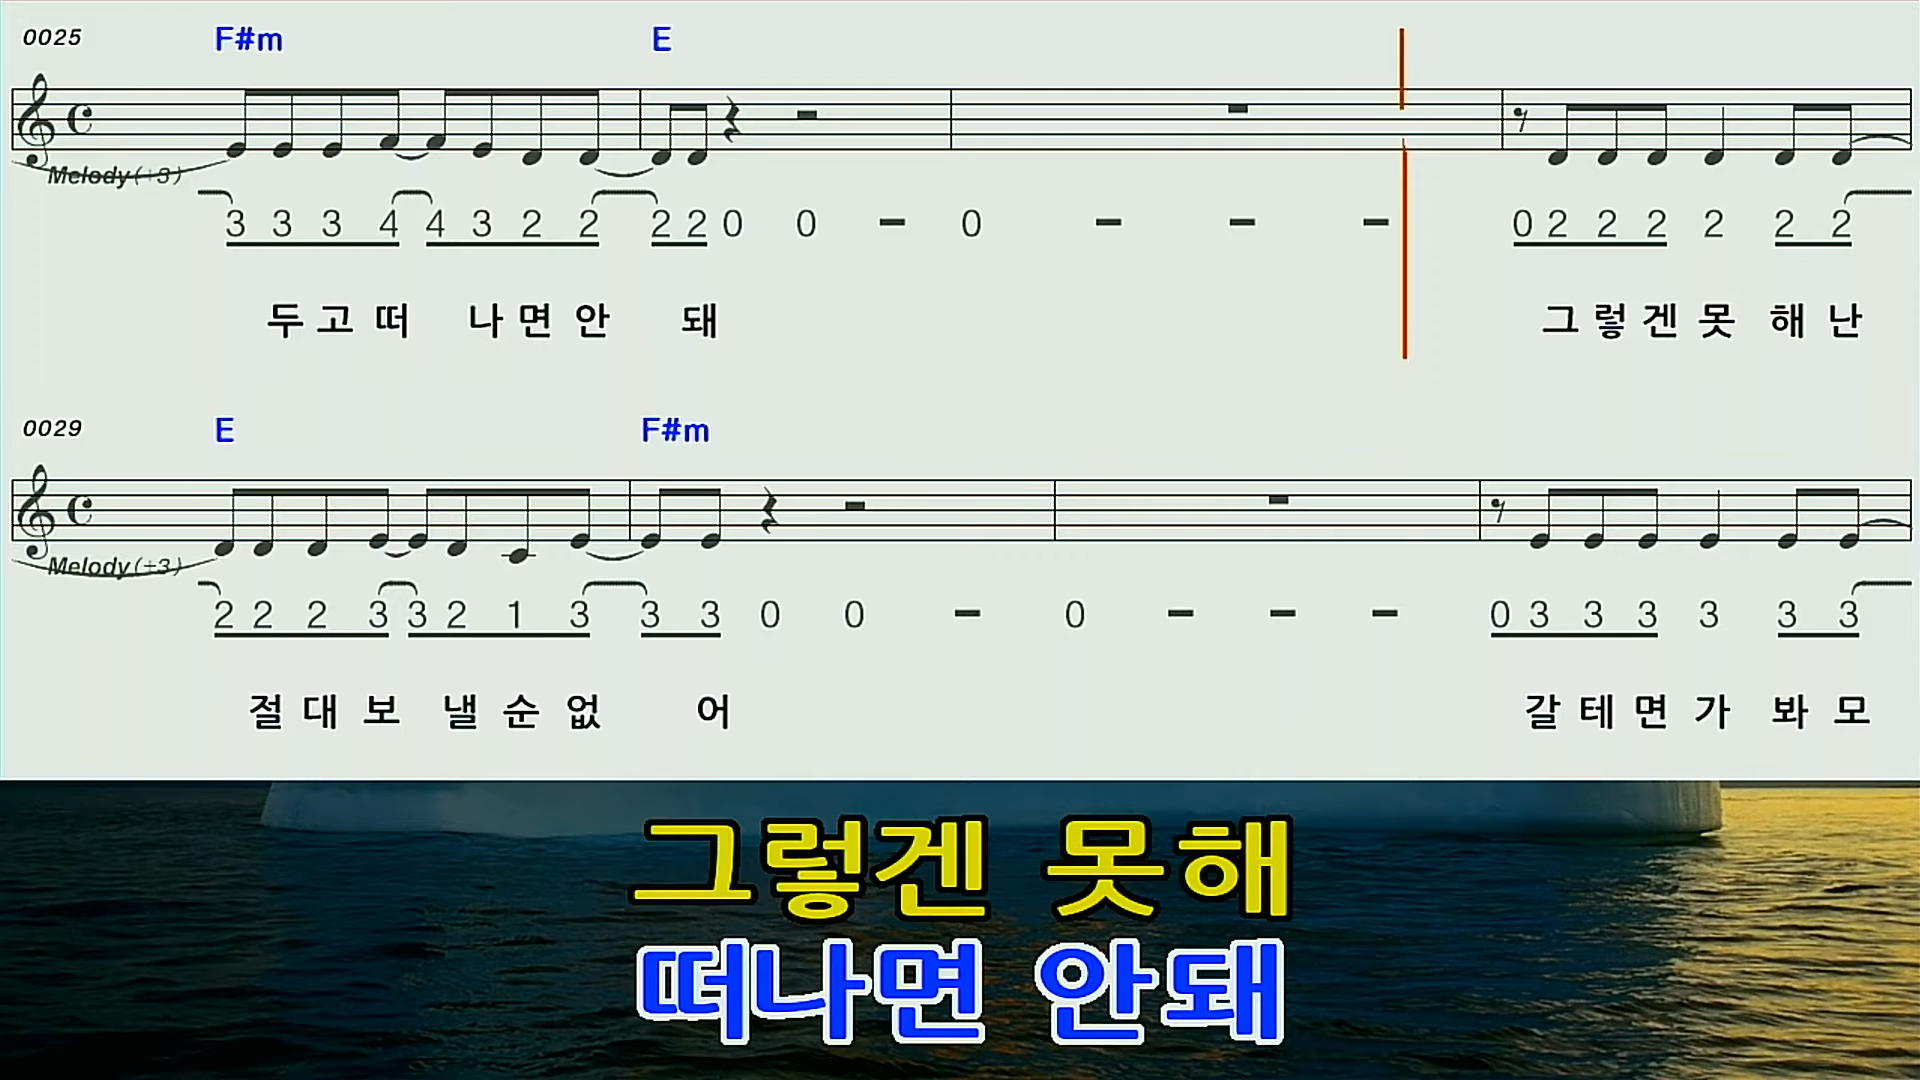 0025 F#m E
Melody(+3)
3 3 3 4 4 3 2 2 2 2 0 0 - 0 - - - 0 2 2 2 2 2 2
두 고 떠 나 면 안 돼 그 렇 겐 못 해 난
0029 E F#m
Melody(+3)
2 2 2 3 3 2 1 3 3 3 0 0 - 0 - - - 0 3 3 3 3 3 3
절 대 보 낼 순 없 어 갈 테 면 가 봐 모
그렇겐 못해
떠나면 안돼